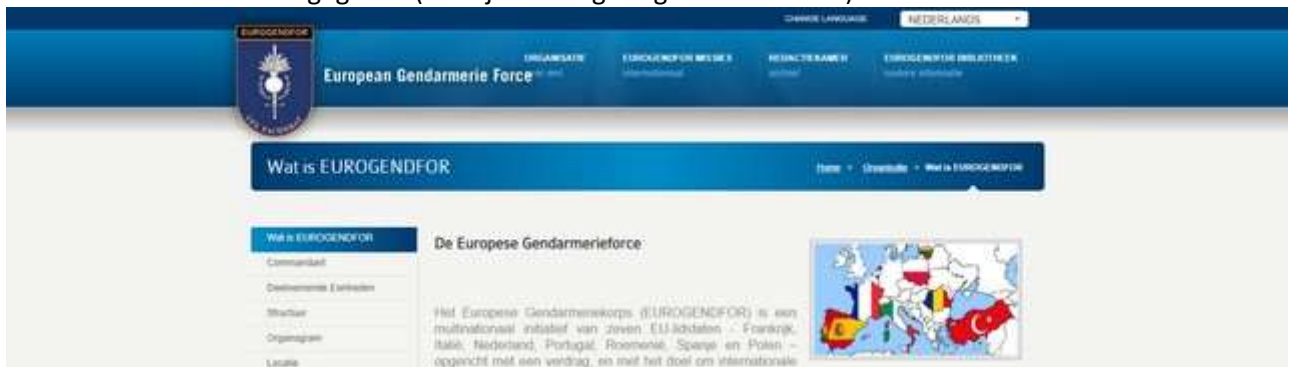 CHANGE LANGUAGE NEDERLANDS
EUROGENDFOR
European Gendarmerie Force
ORGANISATIE EUROGENDFOR MISSIES REDACTIEKAMER EUROGENDFOR BIBLIOTHEEK
Wat is EUROGENDFOR
Home Organisatie Wat is EUROGENDFOR
Wat is EUROGENDFOR
Commandant
Deelnemende Eenheden
Structuur
Organogram
Locatie
De Europese Gendarmerieforce
Het Europese Gendarmeriekorps (EUROGENDFOR) is een
multinationaal initiatief van zeven EU-lidstaten - Frankrijk,
Italië, Nederland, Portugal, Roemenië, Spanje en Polen –
opgericht met een verdrag, en met het doel om internationale